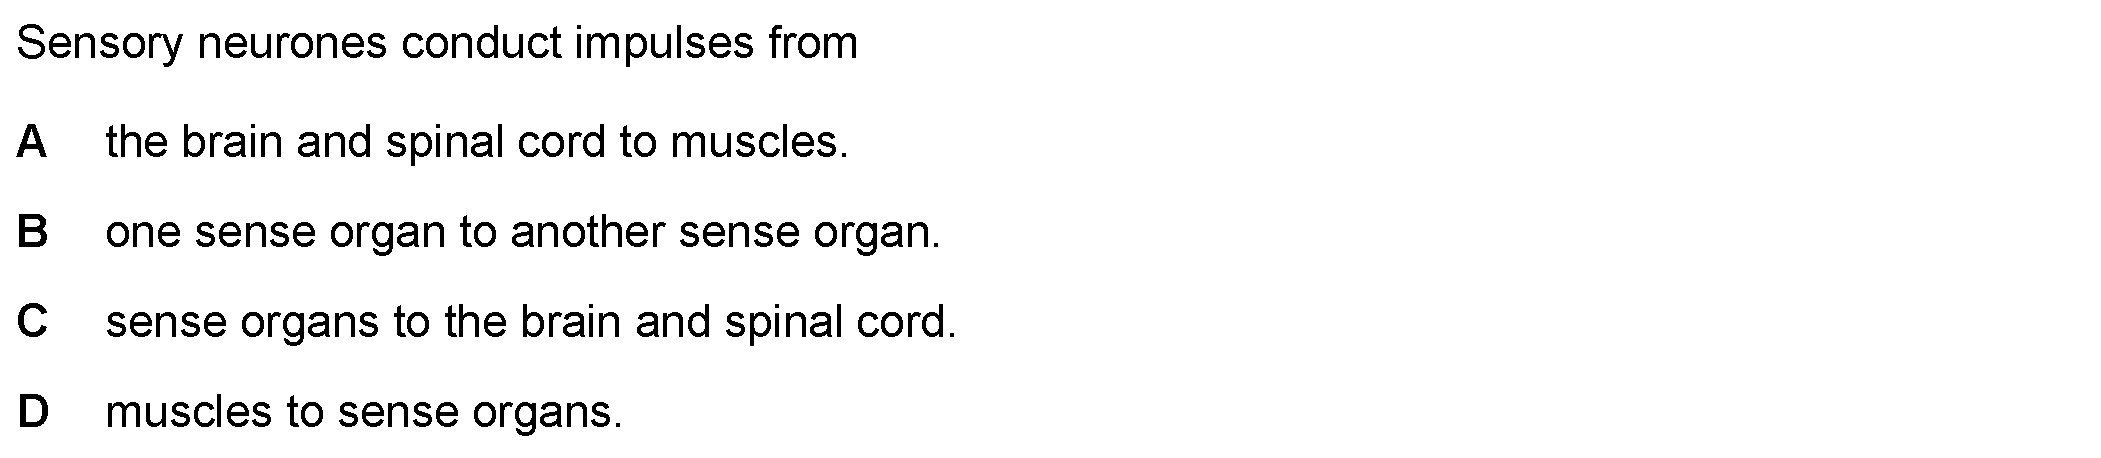 Sensory neurones conduct impulses from
A the brain and spinal cord to muscles.
B one sense organ to another sense organ.
C sense organs to the brain and spinal cord.
D muscles to sense organs.